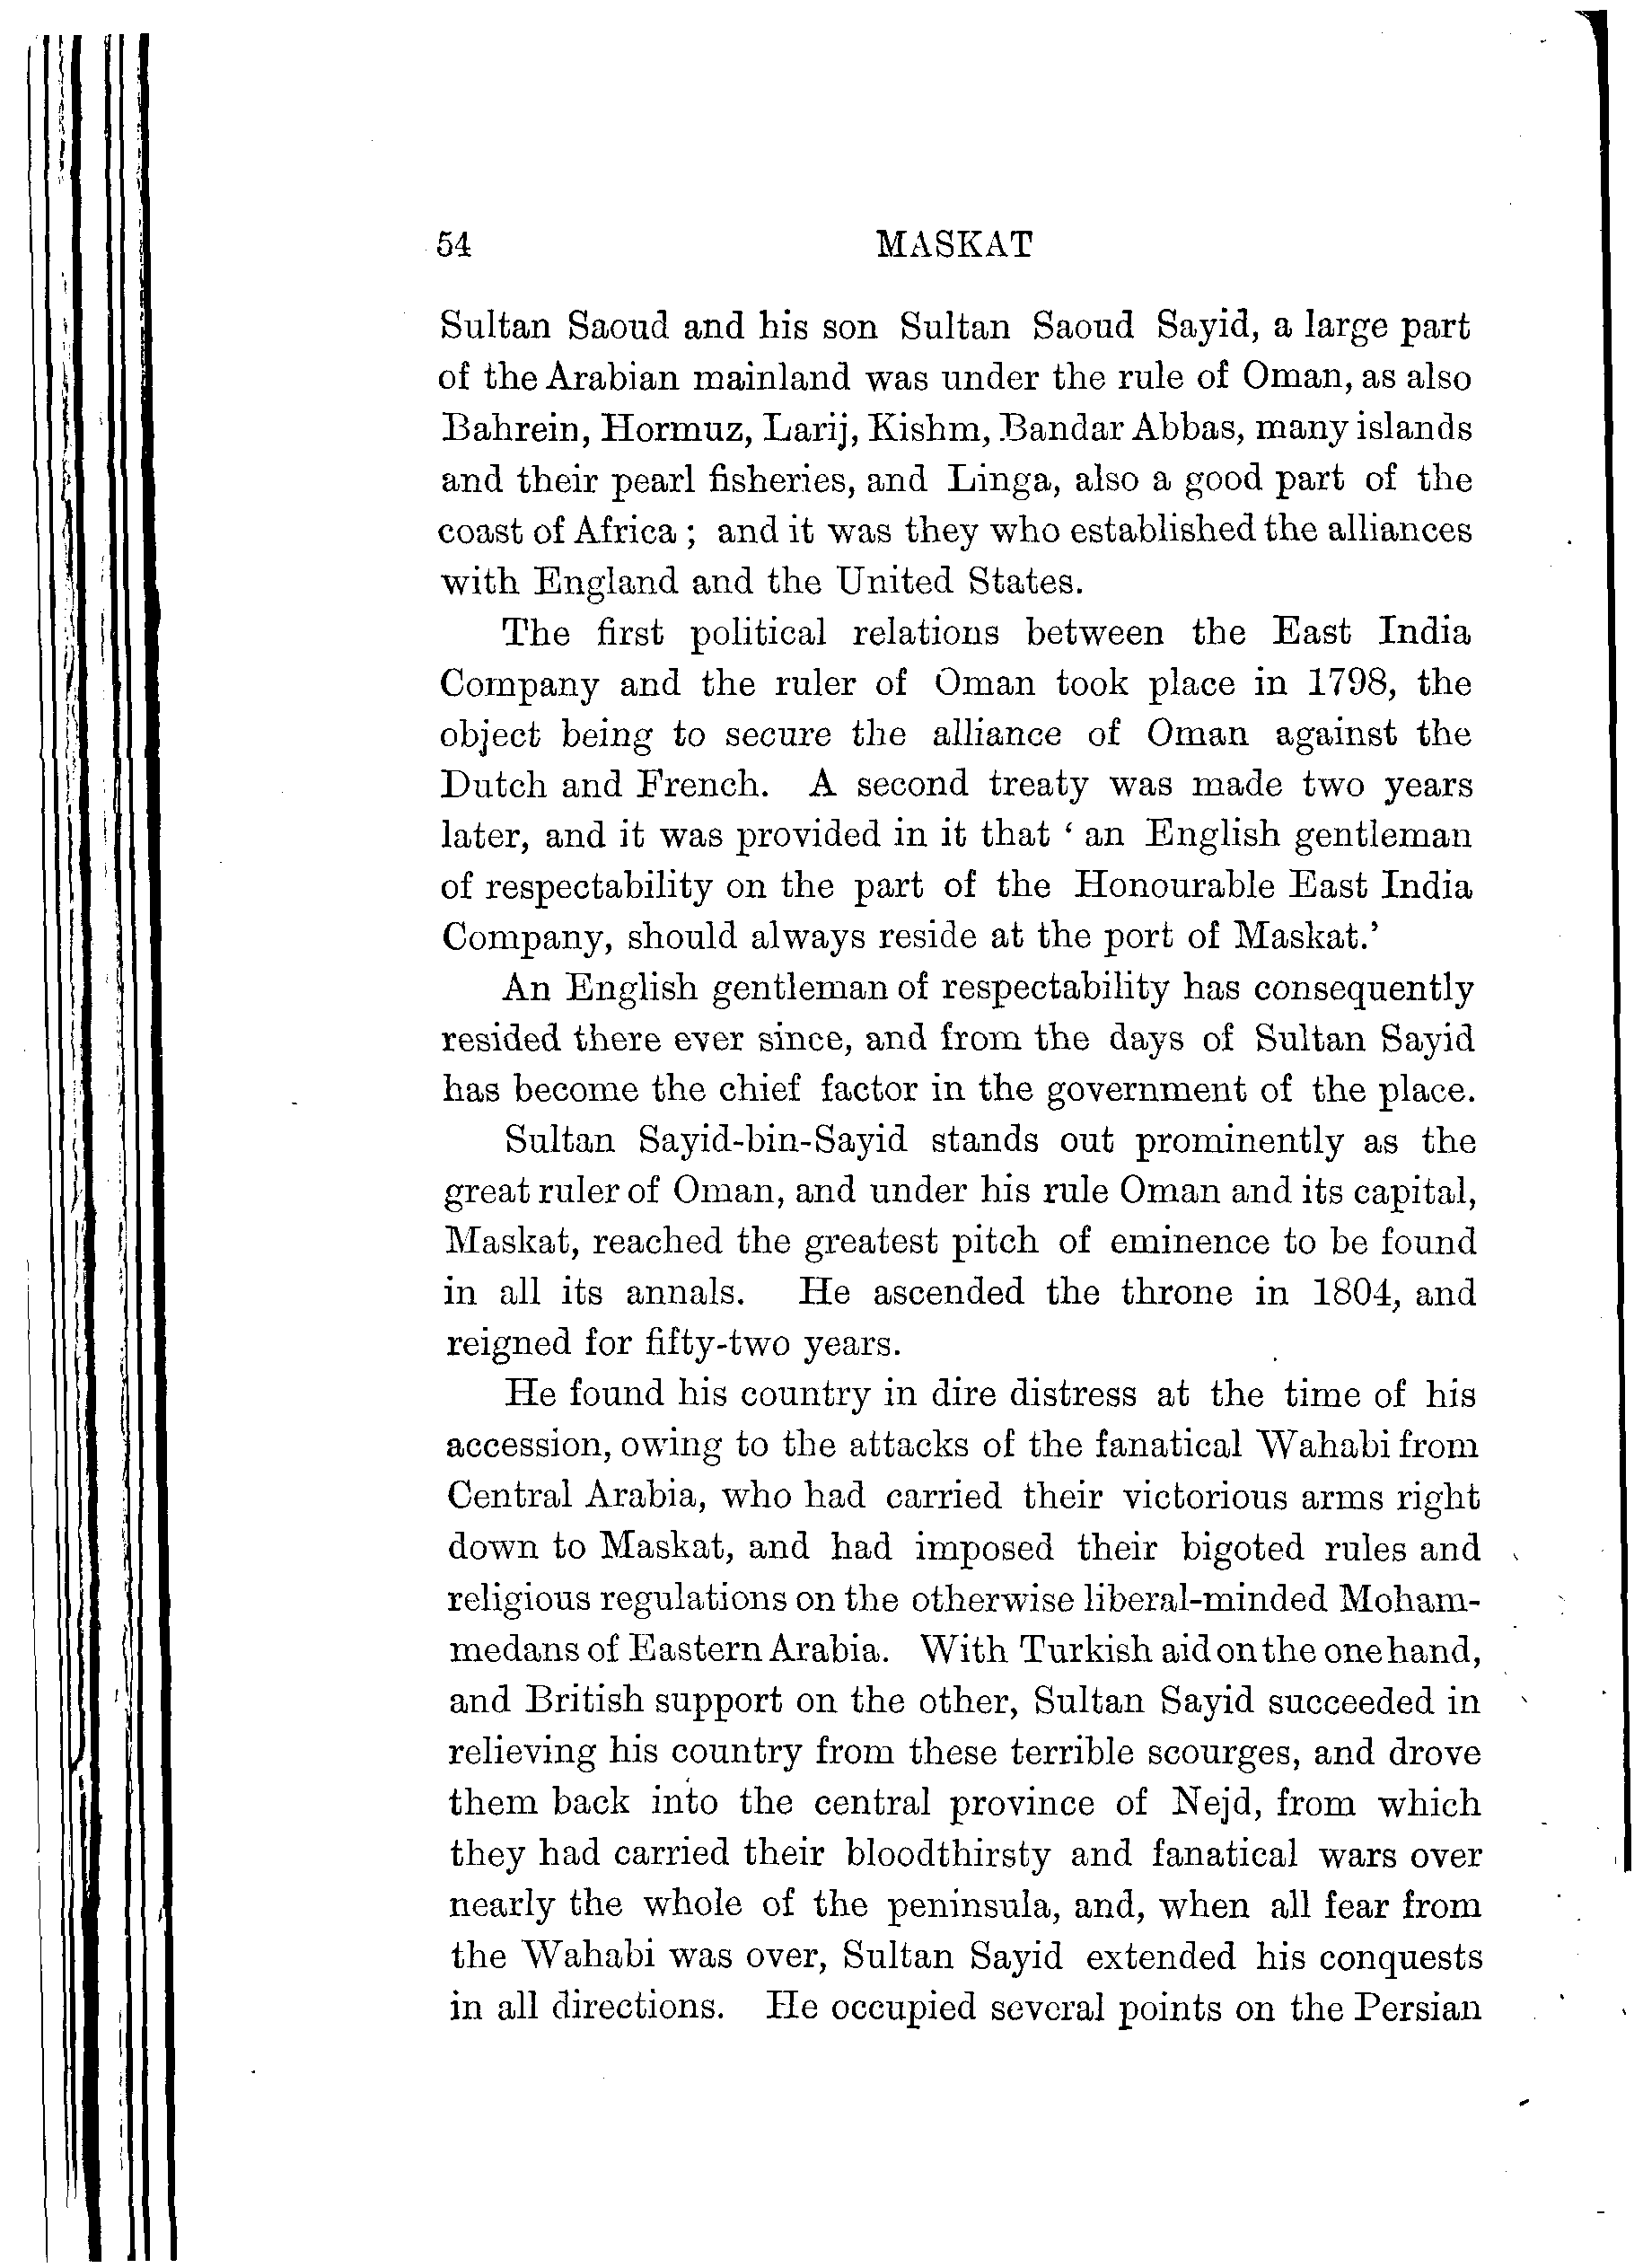 54 MASKAT
Sultan Saoud and his son Sultan Saoud Sayid, a large part
of the Arabian mainland was under the rule of Oman, as also
Bahrein, Hormuz, Larij, Kishm, Bandar Abbas, many islands
and their pearl fisheries, and Linga, also a good part of the
coast of Africa ; and it was they who established the alliances
with England and the United States.
The first political relations between the East India
Company and the ruler of Oman took place in 1798, the
object being to secure the alliance of Oman against the
Dutch and French. A second treaty was made two years
later, and it was provided in it that ‘ an English gentleman
of respectability on the part of the Honourable East India
Company, should always reside at the port of Maskat.’
An English gentleman of respectability has consequently
resided there ever since, and from the days of Sultan Sayid
has become the chief factor in the government of the place.
Sultan Sayid-bin-Sayid stands out prominently as the
great ruler of Oman, and under his rule Oman and its capital,
Maskat, reached the greatest pitch of eminence to be found
in all its annals. He ascended the throne in 1804, and
reigned for fifty-two years.
He found his country in dire distress at the time of his
accession, owing to the attacks of the fanatical Wahabi from
Central Arabia, who had carried their victorious arms right
down to Maskat, and had imposed their bigoted rules and
religious regulations on the otherwise liberal-minded Moham-
medans of Eastern Arabia. With Turkish aid on the one hand,
and British support on the other, Sultan Sayid succeeded in
relieving his country from these terrible scourges, and drove
them back into the central province of Nejd, from which
they had carried their bloodthirsty and fanatical wars over
nearly the whole of the peninsula, and, when all fear from
the Wahabi was over, Sultan Sayid extended his conquests
in all directions. He occupied several points on the Persian